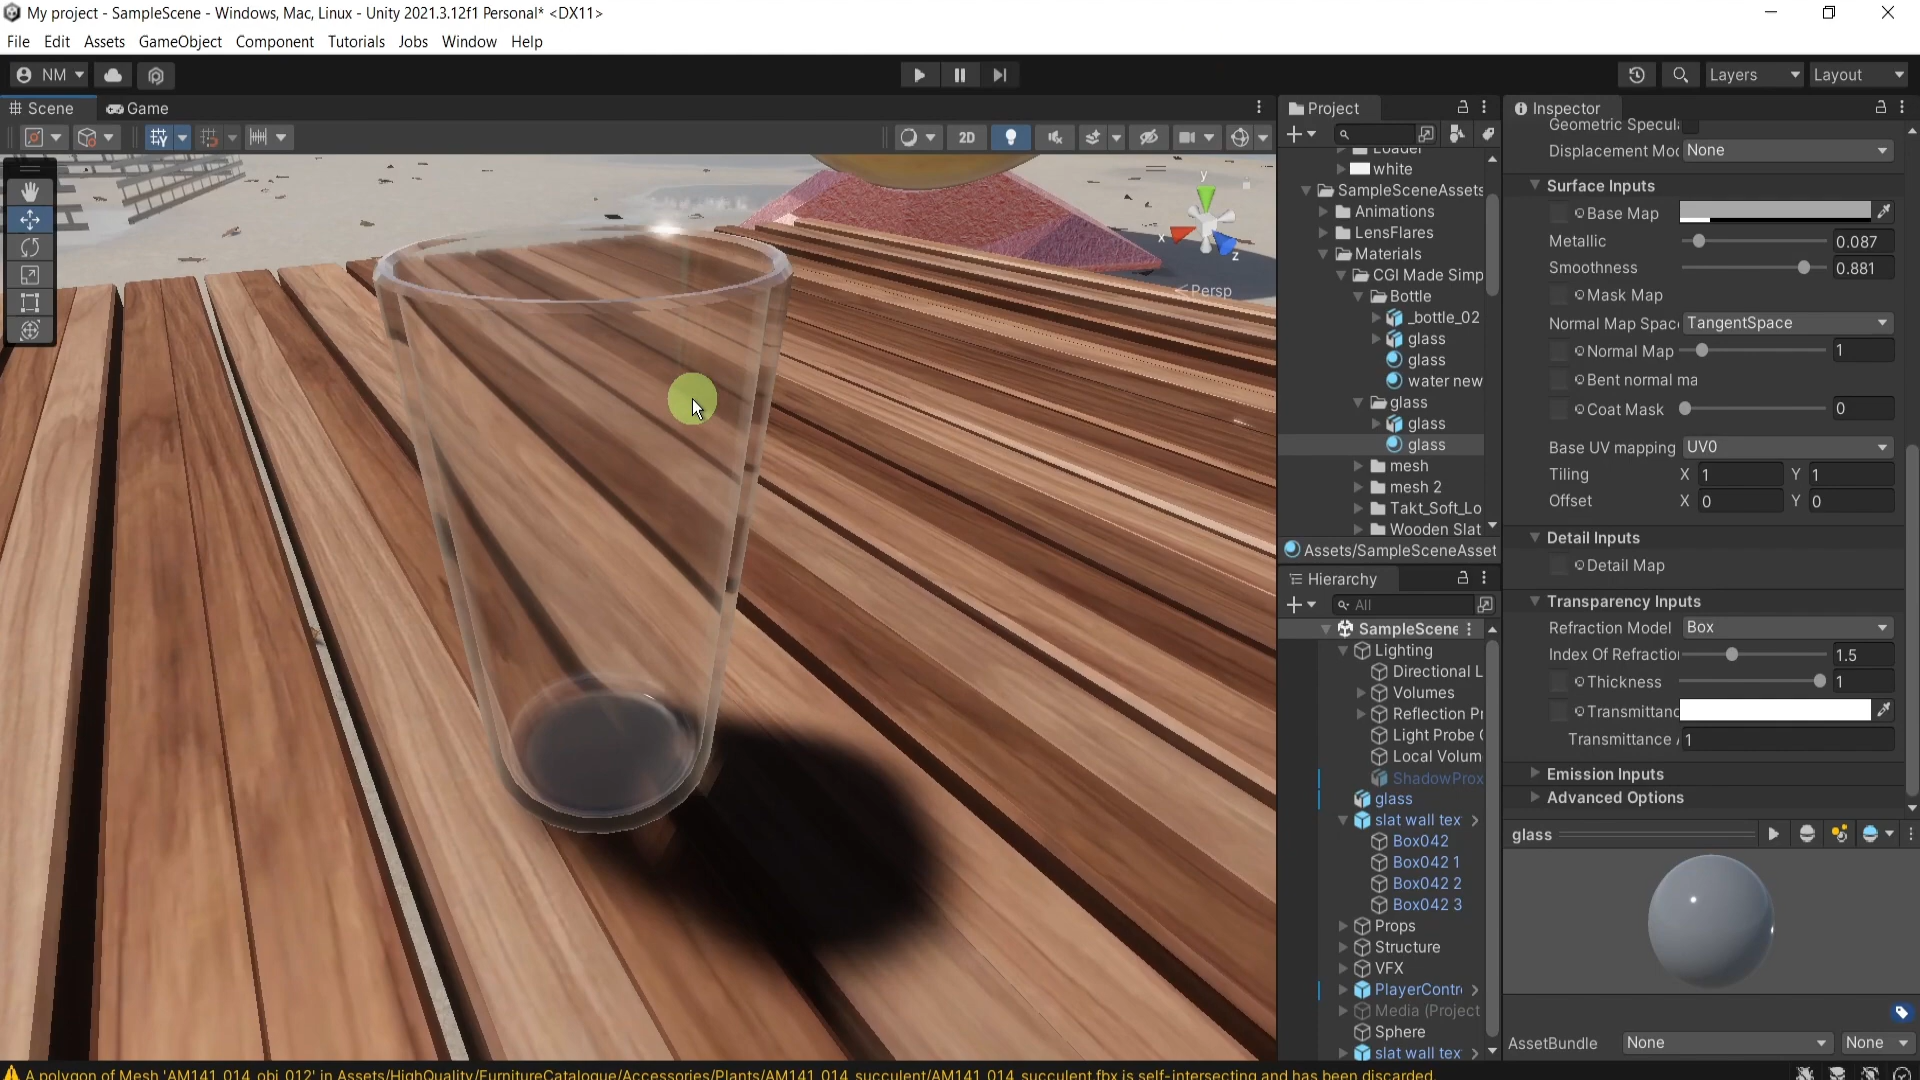 My project - SampleScene - Windows, Mac, Linux - Unity 2021.3.12f1 Personal* <DX11>
File Edit Assets GameObject Component Tutorials Jobs Window Help
NM Layers Layout
Scene Game
2D
y
x
z
Persp
Project
Loader
white
SampleSceneAssets
Animations
LensFlares
Materials
CGI Made Simp
Bottle
_bottle_02
glass
glass
water new
glass
glass
glass
mesh
mesh 2
Takt_Soft_Lo
Wooden Slat
Assets/SampleSceneAsset
Hierarchy
All
SampleScene
Lighting
Directional L
Volumes
Reflection Pr
Light Probe
Local Volum
ShadowProx
glass
slat wall tex
Box042
Box042 1
Box042 2
Box042 3
Props
Structure
VFX
PlayerContr
Media (Project
Sphere
slat wall tex
Inspector
Geometric Specul
Displacement Mod None
Surface Inputs
Base Map
Metallic 0.087
Smoothness 0.881
Mask Map
Normal Map Spac TangentSpace
Normal Map 1
Bent normal ma
Coat Mask 0
Base UV mapping UV0
Tiling X 1 Y 1
Offset X 0 Y 0
Detail Inputs
Detail Map
Transparency Inputs
Refraction Model Box
Index Of Refractio 1.5
Thickness 1
Transmittanc
Transmittance 1
Emission Inputs
Advanced Options
glass
AssetBundle None None
A polygon of Mesh 'AM141_014_obj_012' in Assets/HighQuality/FurnitureCatalogue/Accessories/Plants/AM141_014_succulent/AM141_014_succulent.fbx is self-intersecting and has been discarded.